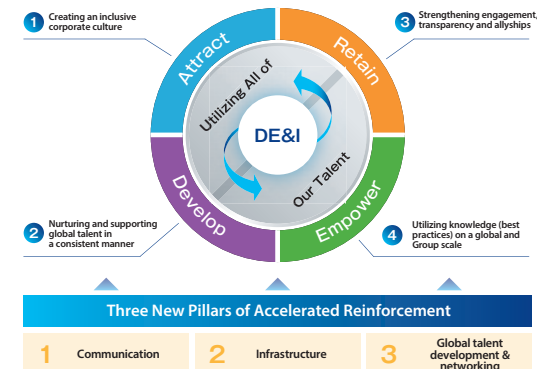 1 Creating an inclusive
corporate culture
3 Strengthening engagement,
transparency and allyships
Attract
Retain
Utilizing All of
DE&I
Our Talent
Develop
Empower
2 Nurturing and supporting
global talent in
a consistent manner
4 Utilizing knowledge (best
practices) on a global and
Group scale
Three New Pillars of Accelerated Reinforcement
1 Communication
2 Infrastructure
3 Global talent
development &
networking